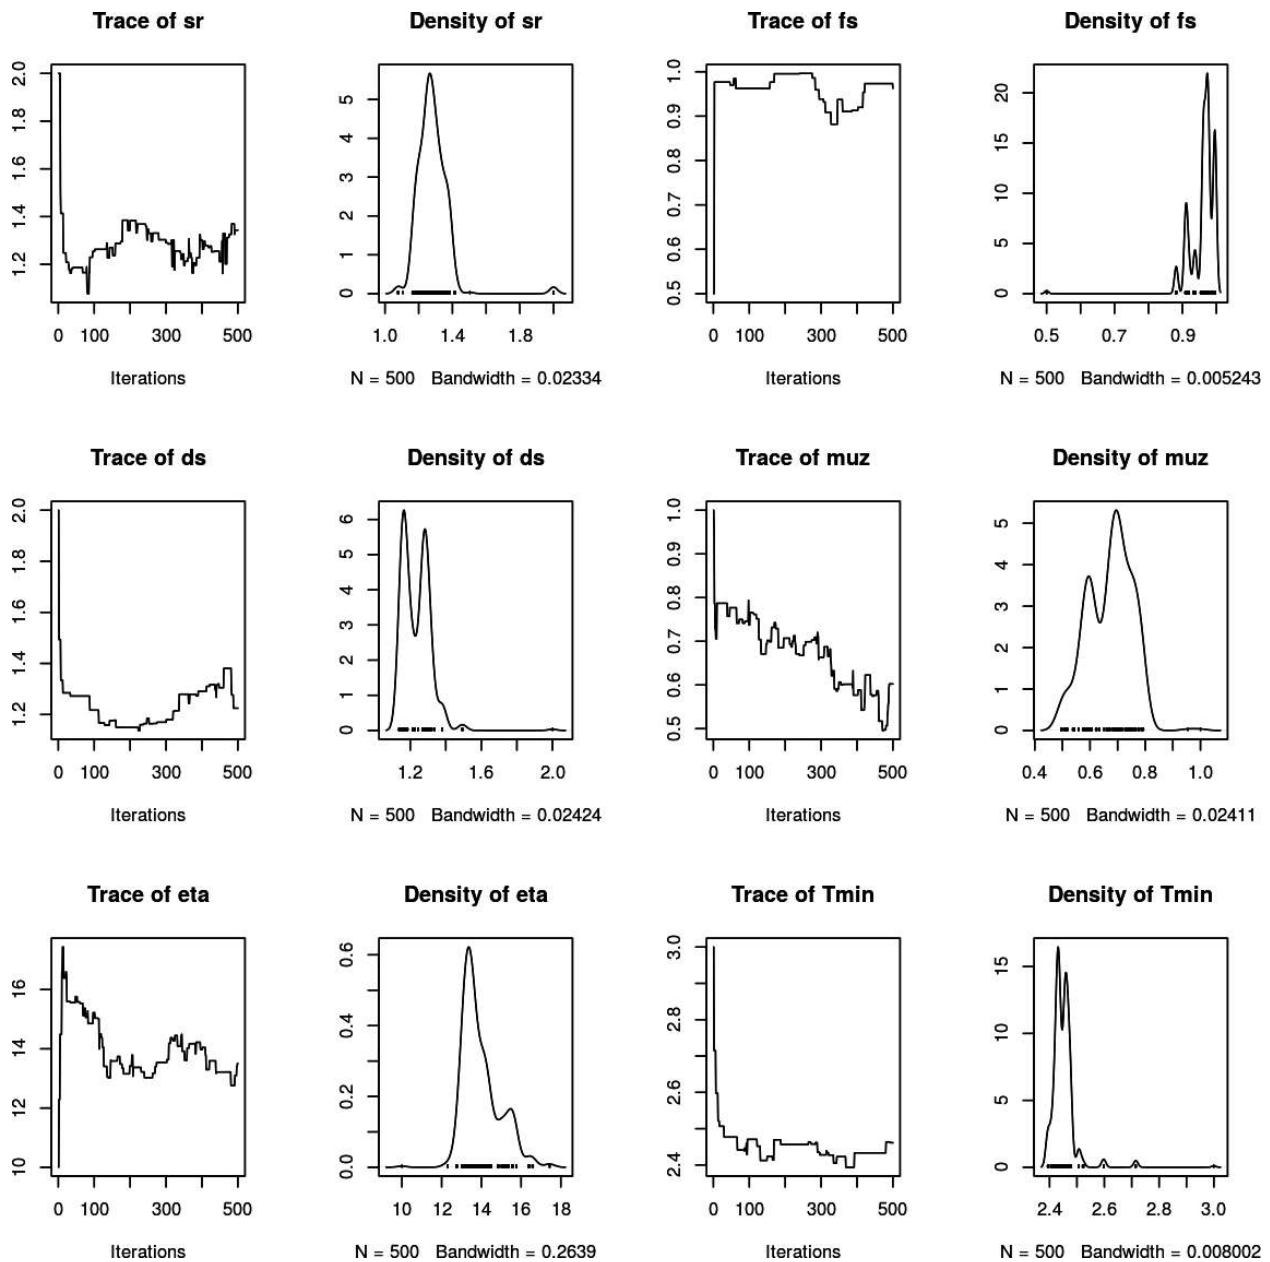 Trace of sr
2.0
1.8
1.6
1.4
1.2
0 100 300 500
Iterations
Density of sr
5
4
3
2
1
0
1.0 1.4 1.8
N = 500 Bandwidth = 0.02334
Trace of fs
1.0
0.9
0.8
0.7
0.6
0.5
0 100 300 500
Iterations
Density of fs
20
15
10
5
0
0.5 0.7 0.9
N = 500 Bandwidth = 0.005243
Trace of ds
2.0
1.8
1.6
1.4
1.2
0 100 300 500
Iterations
Density of ds
6
5
4
3
2
1
0
1.2 1.6 2.0
N = 500 Bandwidth = 0.02424
Trace of muz
1.0
0.9
0.8
0.7
0.6
0.5
0 100 300 500
Iterations
Density of muz
5
4
3
2
1
0
0.4 0.6 0.8 1.0
N = 500 Bandwidth = 0.02411
Trace of eta
16
14
12
10
0 100 300 500
Iterations
Density of eta
0.6
0.4
0.2
0.0
10 12 14 16 18
N = 500 Bandwidth = 0.2639
Trace of Tmin
3.0
2.8
2.6
2.4
0 100 300 500
Iterations
Density of Tmin
15
10
5
0
2.4 2.6 2.8 3.0
N = 500 Bandwidth = 0.008002